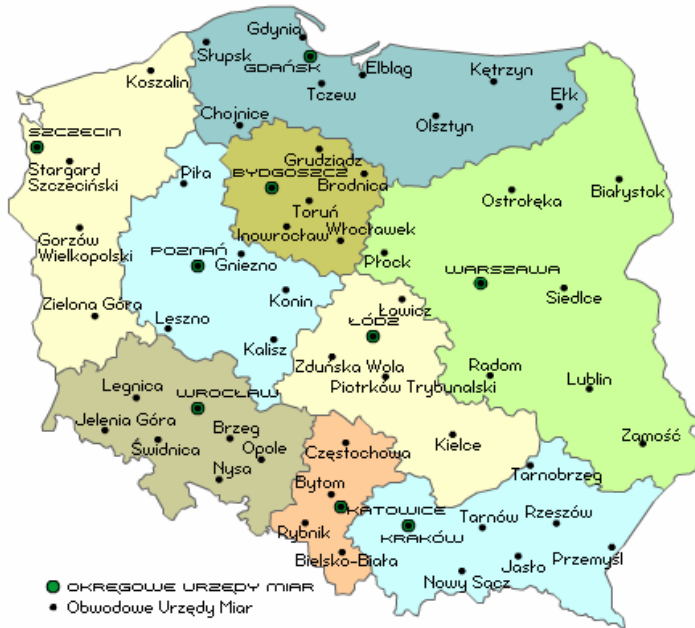 Gdynia
Słupsk
GDAŃSK
Elbląg
Kętrzyn
Koszalin
Tczew
Ełk
Chojnice
Olsztyn
SZCZECIN
Grudziądz
Stargard
Szczeciński
Piła
BYDGOSZCZ
Brodnica
Białystok
Ostrołęka
Toruń
Gorzów
Wielkopolski
Inowrocław
Włocławek
POZNAŃ
Gniezno
Płock
WARSZAWA
Siedlce
Zielona Góra
Konin
Łowicz
Leszno
ŁÓDŹ
Kalisz
Zduńska Wola
Radom
Piotrków Trybynalski
Lublin
Legnica
WROCŁAW
Jelenia Góra
Brzeg
Świdnica
Opole
Nysa
Częstochowa
Kielce
Zamość
Tarnobrzeg
Bytom
KATOWICE
Rybnik
KRAKÓW
Tarnów
Rzeszów
Bielsko-Biała
Jasło
Przemyśl
Nowy Sącz
OKRĘGOWE URZĘDY MIAR
Obwodowe Urzędy Miar